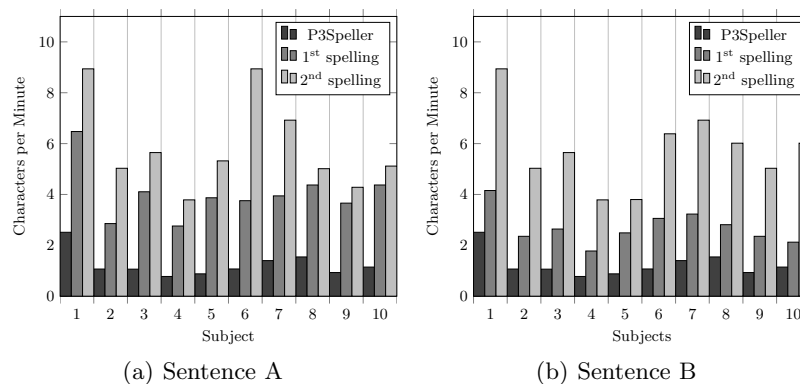 10
8
6
4
2
0
Characters per Minute
P3Speller
1st spelling
2nd spelling
1 2 3 4 5 6 7 8 9 10
Subject
(a) Sentence A
10
8
6
4
2
0
Characters per Minute
P3Speller
1st spelling
2nd spelling
1 2 3 4 5 6 7 8 9 10
Subjects
(b) Sentence B